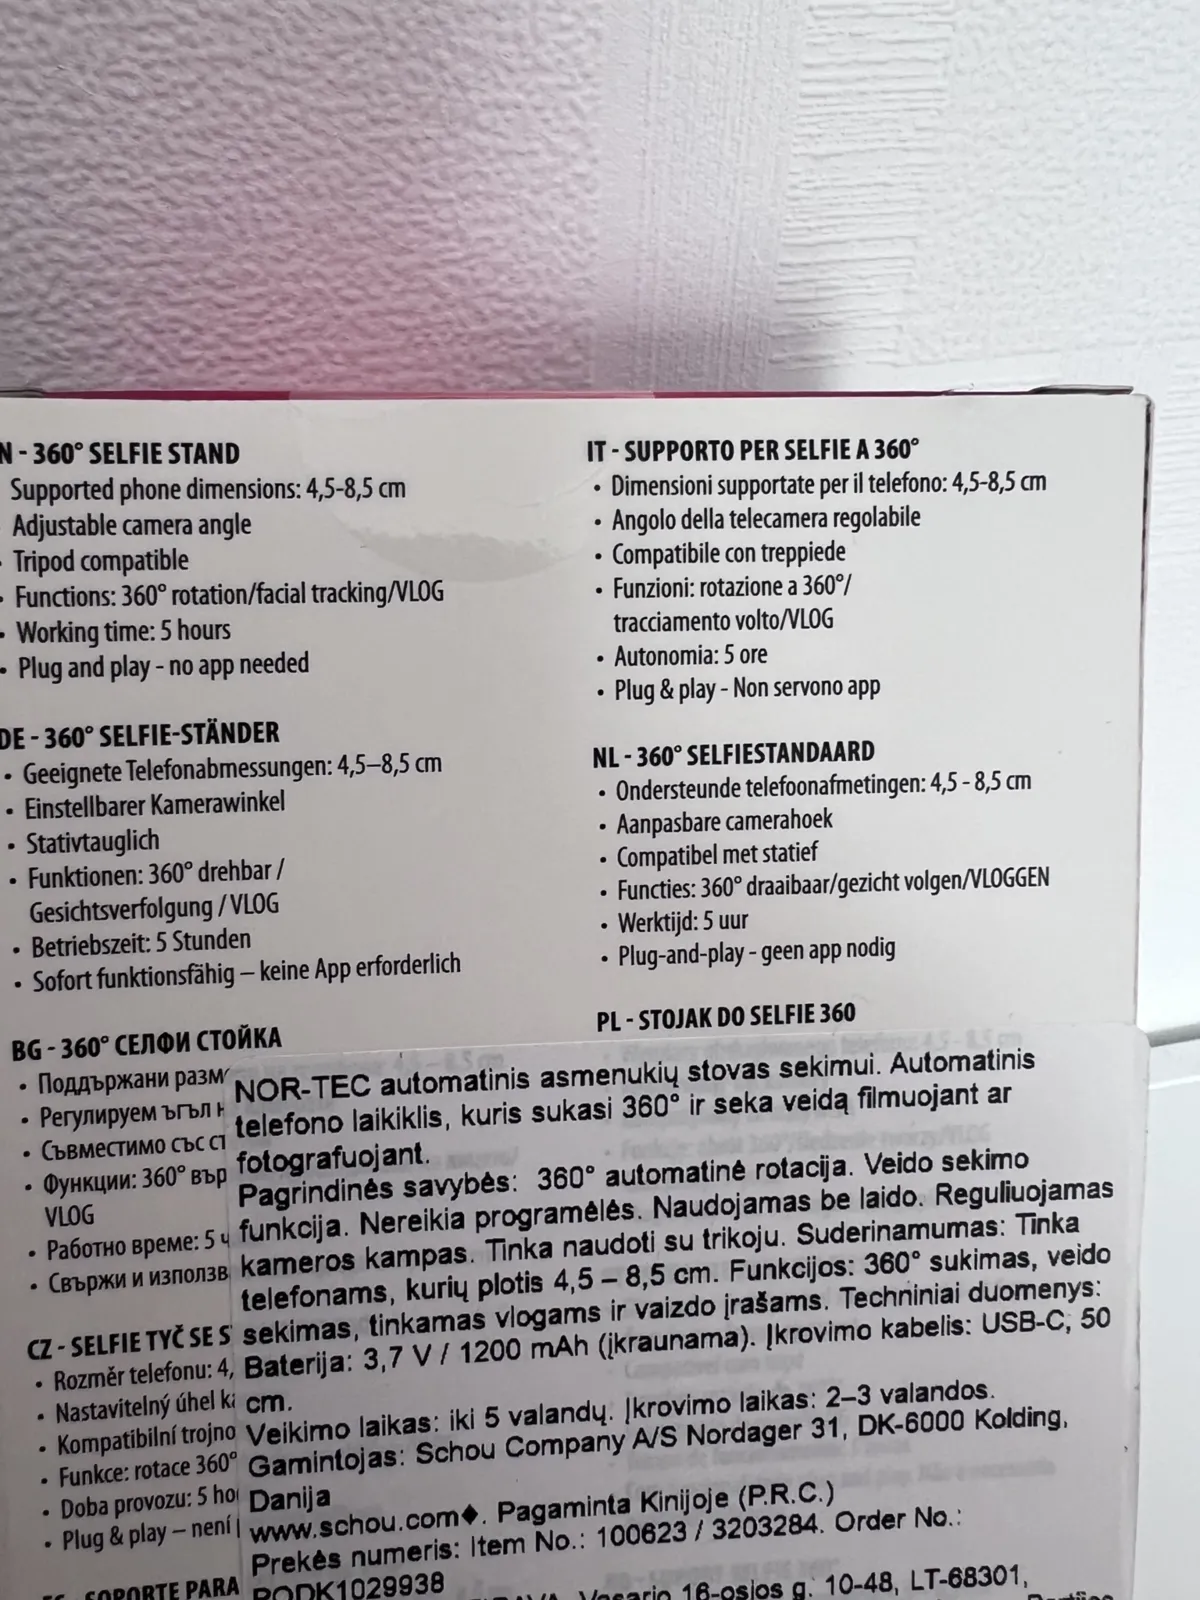 N - 360° SELFIE STAND
Supported phone dimensions: 4,5-8,5 cm
Adjustable camera angle
• Tripod compatible
• Functions: 360° rotation/facial tracking/VLOG
• Working time: 5 hours
• Plug and play - no app needed
DE - 360° SELFIE-STÄNDER
• Geeignete Telefonabmessungen: 4,5–8,5 cm
• Einstellbarer Kamerawinkel
• Stativtauglich
• Funktionen: 360° drehbar /
Gesichtsverfolgung / VLOG
• Betriebszeit: 5 Stunden
• Sofort funktionsfähig – keine App erforderlich
BG - 360° СЕЛФИ СТОЙКА
• Поддържани
• Регулируем ъгъл
• Съвместимо със
• Функции: 360°
VLOG
• Работно време: 5
• Свържи и
CZ - SELFIE TYČ SE
• Rozměr telefonu: 4,
• Nastavitelný úhel
• Kompatibilní
• Funkce: rotace 360°
• Doba provozu: 5
• Plug & play – není
SOPORTE PARA
IT - SUPPORTO PER SELFIE A 360°
• Dimensioni supportate per il telefono: 4,5-8,5 cm
• Angolo della telecamera regolabile
• Compatibile con treppiede
• Funzioni: rotazione a 360°/
tracciamento volto/VLOG
• Autonomia: 5 ore
• Plug & play - Non servono app
NL - 360° SELFIESTANDAARD
• Ondersteunde telefoonafmetingen: 4,5 - 8,5 cm
• Aanpasbare camerahoek
• Compatibel met statief
• Functies: 360° draaibaar/gezicht volgen/VLOGGEN
• Werktijd: 5 uur
• Plug-and-play - geen app nodig
PL - STOJAK DO SELFIE 360
NOR-TEC automatinis asmenukių stovas sekimui. Automatinis
telefono laikiklis, kuris sukasi 360° ir seka veidą filmuojant ar
fotografuojant.
Pagrindinės savybės: 360° automatinė rotacija. Veido sekimo
funkcija. Nereikia programėlės. Naudojamas be laido. Reguliuojamas
kameros kampas. Tinka naudoti su trikoju. Suderinamumas: Tinka
telefonams, kurių plotis 4,5 – 8,5 cm. Funkcijos: 360° sukimas, veido
sekimas, tinkamas vlogams ir vaizdo įrašams. Techniniai duomenys:
Baterija: 3,7 V / 1200 mAh (įkraunama). Įkrovimo kabelis: USB-C, 50
cm.
Veikimo laikas: iki 5 valandų. Įkrovimo laikas: 2–3 valandos.
Gamintojas: Schou Company A/S Nordager 31, DK-6000 Kolding,
Danija
www.schou.com♦. Pagaminta Kinijoje (P.R.C.)
Prekės numeris: Item No.: 100623 / 3203284. Order No.:
PODK1029938
Vasario 16-osios g. 10-48, LT-68301,